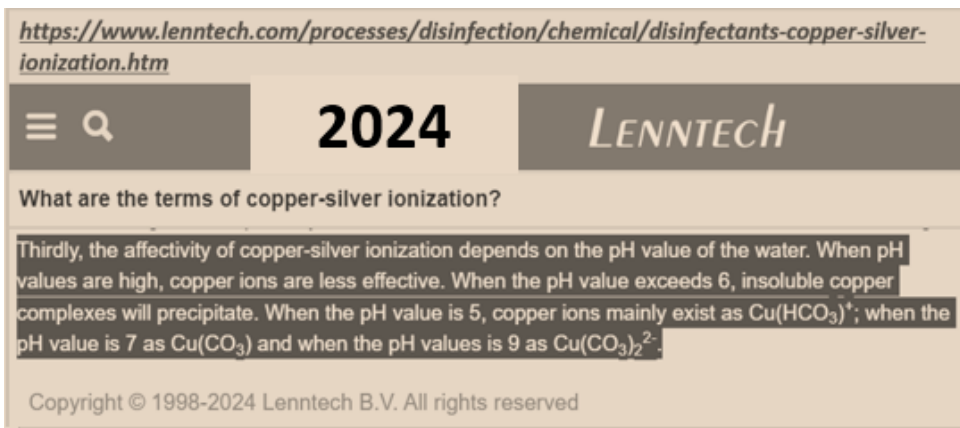 https://www.lenntech.com/processes/disinfection/chemical/disinfectants-copper-silver-
ionization.htm
2024
LENNTECH
What are the terms of copper-silver ionization?
Thirdly, the affectivity of copper-silver ionization depends on the pH value of the water. When pH
values are high, copper ions are less effective. When the pH value exceeds 6, insoluble copper
complexes will precipitate. When the pH value is 5, copper ions mainly exist as Cu(HCO₃)⁺; when the
pH value is 7 as Cu(CO₃) and when the pH values is 9 as Cu(CO₃)₂²⁻.
Copyright © 1998-2024 Lenntech B.V. All rights reserved